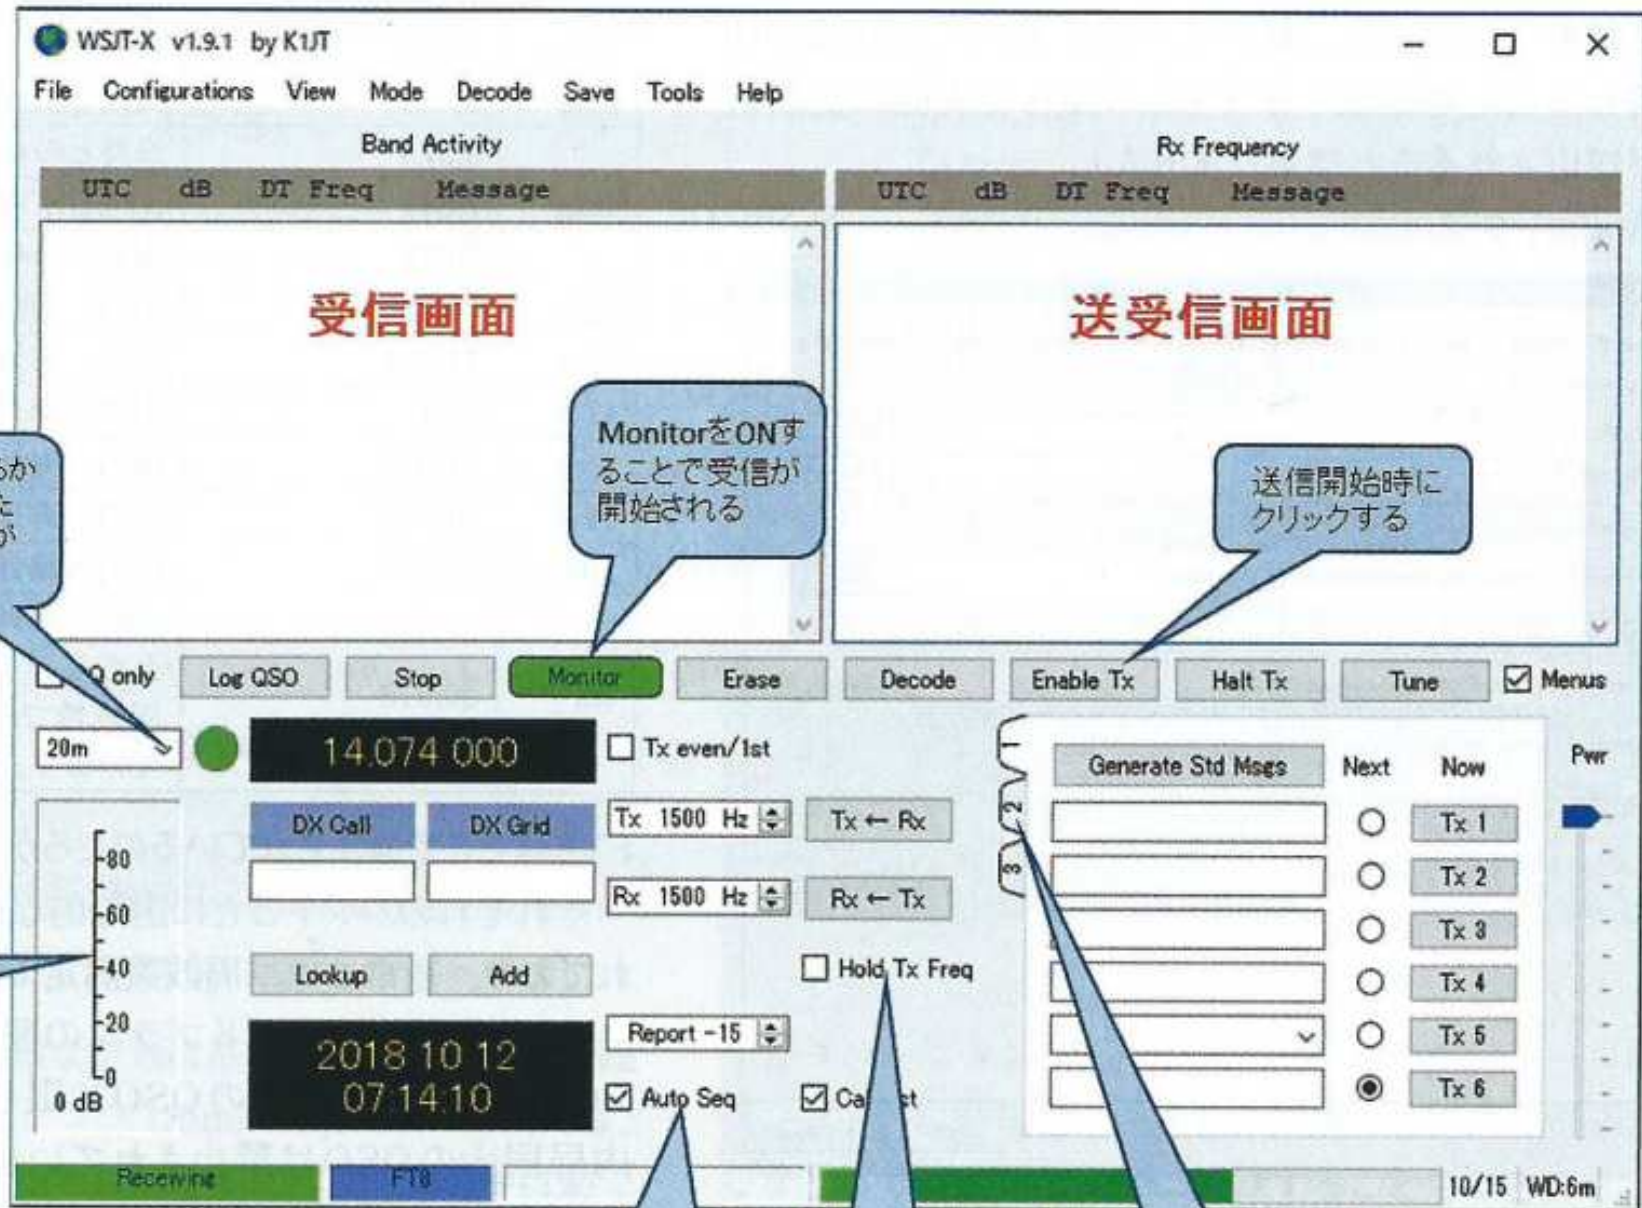 WSJT-X v1.9.1 by K1JT
File Configurations View Mode Decode Save Tools Help
Band Activity
Rx Frequency
UTC dB DT Freq Message
UTC dB DT Freq Message
受信画面
送受信画面
MonitorをONす
ることで受信が
開始される
送信開始時に
クリックする
た
が
only Log QSO Stop Monitor Erase Decode Enable Tx Halt Tx Tune Menus
20m
14.074 000
Tx even/1st
DX Call DX Grid
Tx 1500 Hz
Tx ← Rx
Rx 1500 Hz
Rx ← Tx
Hold Tx Freq
Lookup Add
Report -15
2018 10 12
07 14 10
Auto Seq
-80
-60
-40
-20
0
0 dB
1
2
3
Generate Std Msgs Next Now
Tx 1
Tx 2
Tx 3
Tx 4
Tx 5
Tx 6
Pwr
Receiving FT8
10/15 WD:6m